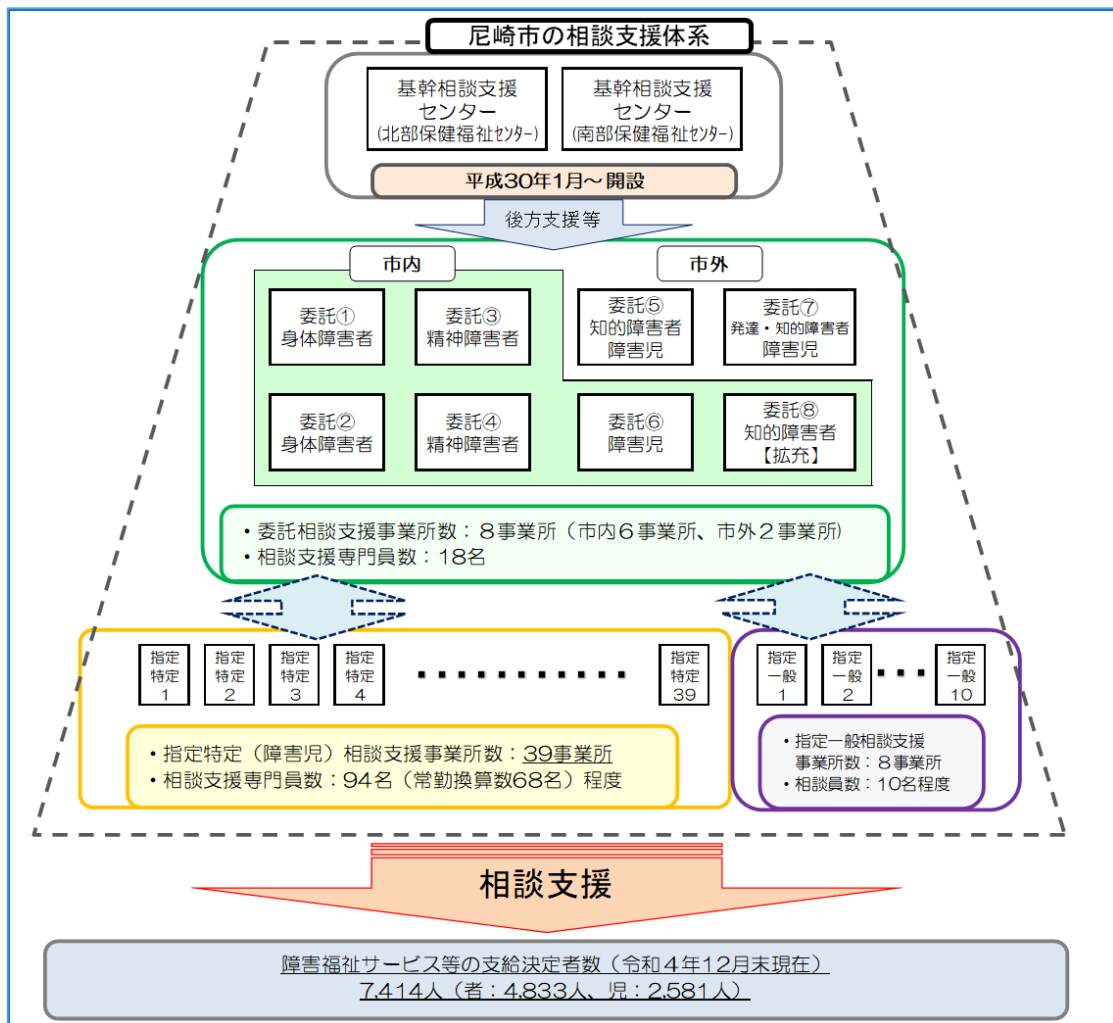 尼崎市の相談支援体系
基幹相談支援
センター
(北部保健福祉センター)
基幹相談支援
センター
(南部保健福祉センター)
平成30年1月～開設
後方支援等
市内
市外
委託①
身体障害者
委託③
精神障害者
委託⑤
知的障害者
障害児
委託⑦
発達・知的障害者
障害児
委託②
身体障害者
委託④
精神障害者
委託⑥
障害児
委託⑧
知的障害者
【拡充】
・委託相談支援事業所数：８事業所（市内６事業所、市外２事業所)
・相談支援専門員数：18名
指定
特定
1
指定
特定
2
指定
特定
3
指定
特定
4
指定
特定
39
指定
一般
1
指定
一般
2
指定
一般
10
・指定特定（障害児）相談支援事業所数：39事業所
・相談支援専門員数：94名（常勤換算数68名）程度
・指定一般相談支援
事業所数：８事業所
・相談員数：10名程度
相談支援
障害福祉サービス等の支給決定者数（令和４年12月末現在）
7,414人（者：4,833人、児：2,581人）